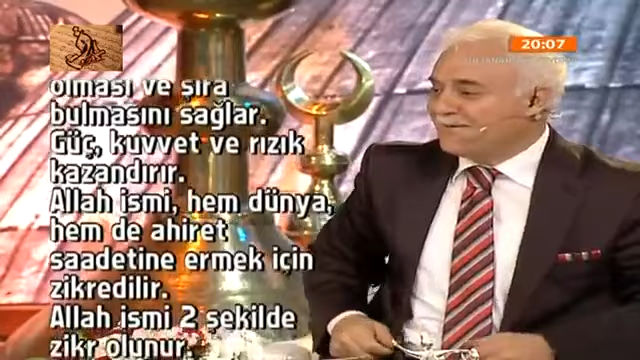 20:07
olması ve şifa
bulmasını sağlar.
Güç, kuvvet ve rızık
kazandırır.
Allah ismi, hem dünya,
hem de ahiret
saadetine ermek için
zikredilir.
Allah ismi 2 şekilde
zikr olunur.